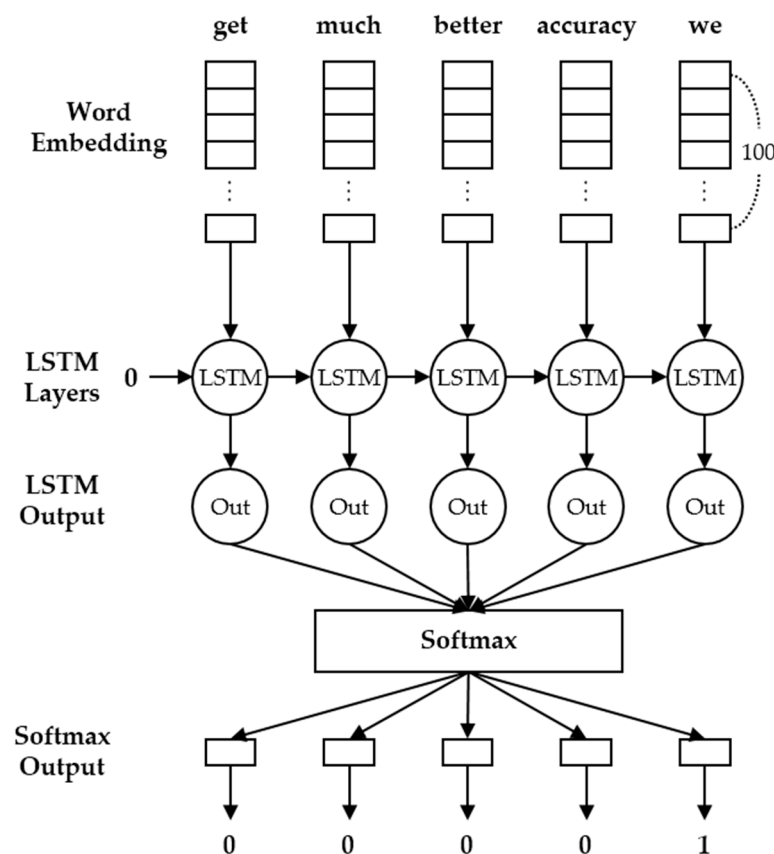 get much better accuracy we
Word
Embedding
100
LSTM
Layers
0 LSTM LSTM LSTM LSTM LSTM
LSTM
Output
Out Out Out Out Out
Softmax
Softmax
Output
0 0 0 0 1